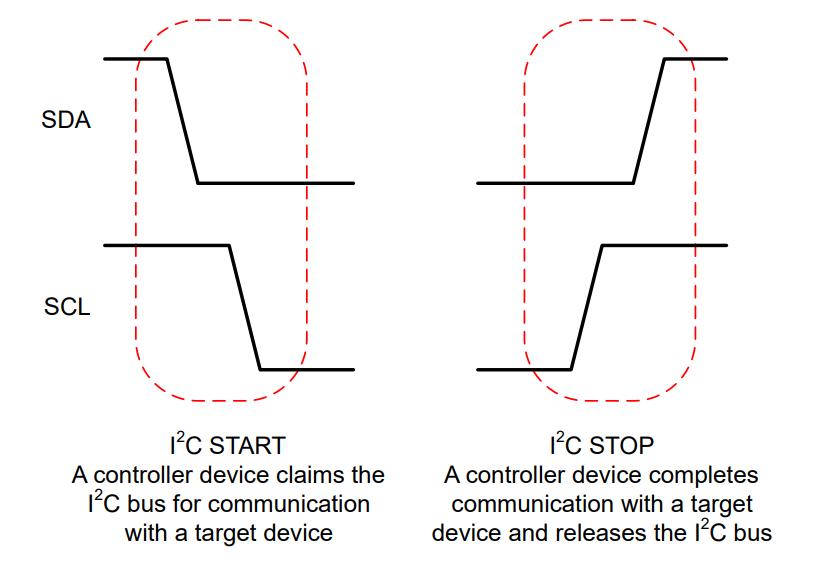 SDA
SCL
I²C START
A controller device claims the
I²C bus for communication
with a target device
I²C STOP
A controller device completes
communication with a target
device and releases the I²C bus